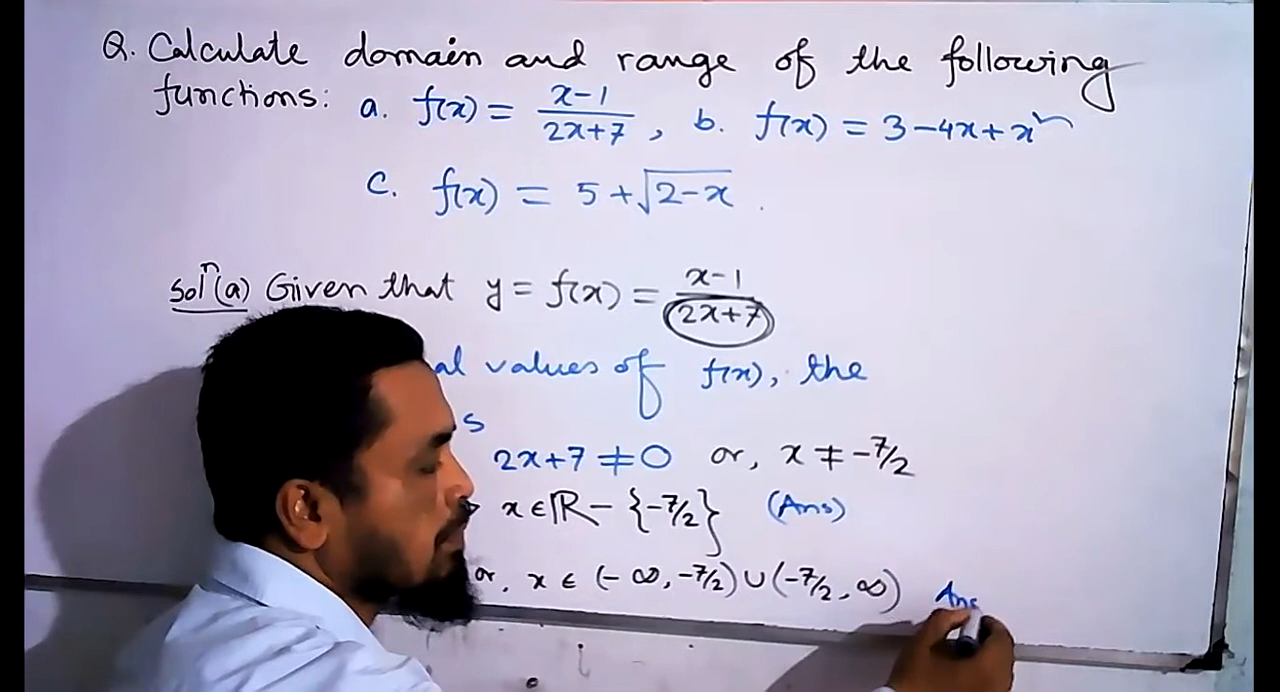 Q. Calculate domain and range of the following
functions: a. f(x) = x-1/2x+7, b. f(x) = 3-4x+x²
c. f(x) = 5+√2-x.
Solⁿ(a) Given that y = f(x) = x-1/2x+7
al values of f(x), the
s
2x+7 ≠ 0 or, x ≠ -7/2
x ∈ ℝ - {-7/2} (Ans)
or, x ∈ (-∞, -7/2) ∪ (-7/2, ∞) Ans